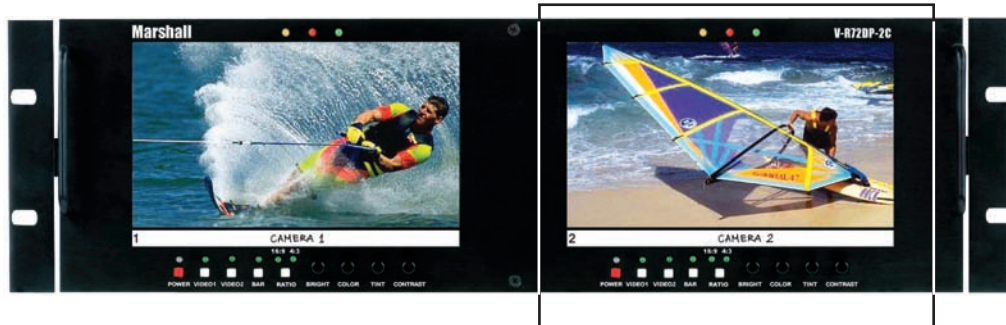 Marshall
V-R72DP-2C
1 CAMERA 1
2 CAMERA 2
16:9 4:3
16:9 4:3
POWER VIDEO1 VIDEO2 BAR RATIO BRIGHT COLOR TINT CONTRAST
POWER VIDEO1 VIDEO2 BAR RATIO BRIGHT COLOR TINT CONTRAST